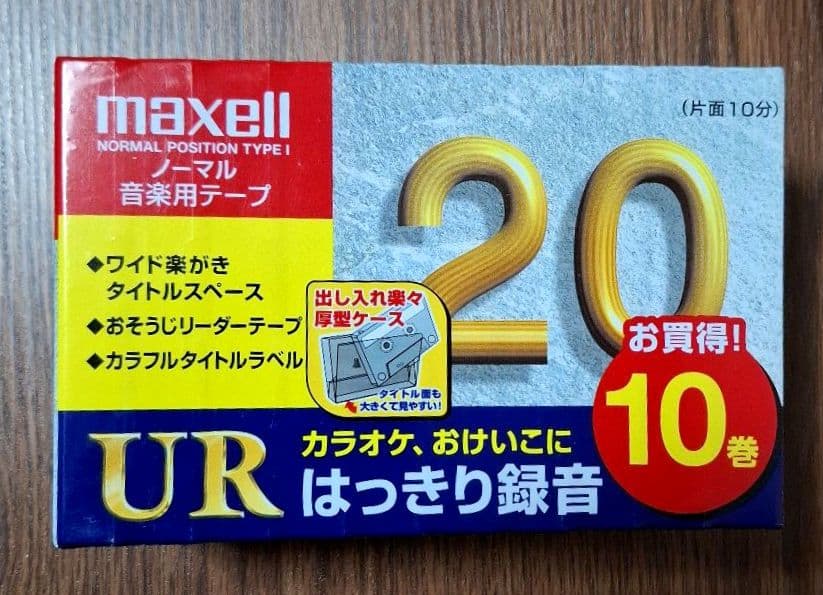 maxell
NORMAL POSITION TYPE I
ノーマル
音楽用テープ
(片面10分)
20
◆ワイド楽がき
タイトルスペース
◆おそうじリーダーテープ
◆カラフルタイトルラベル
出し入れ楽々
厚型ケース
タイトル面も
大きくて見やすい!
お買得!
10巻
UR
カラオケ、おけいこに
はっきり録音